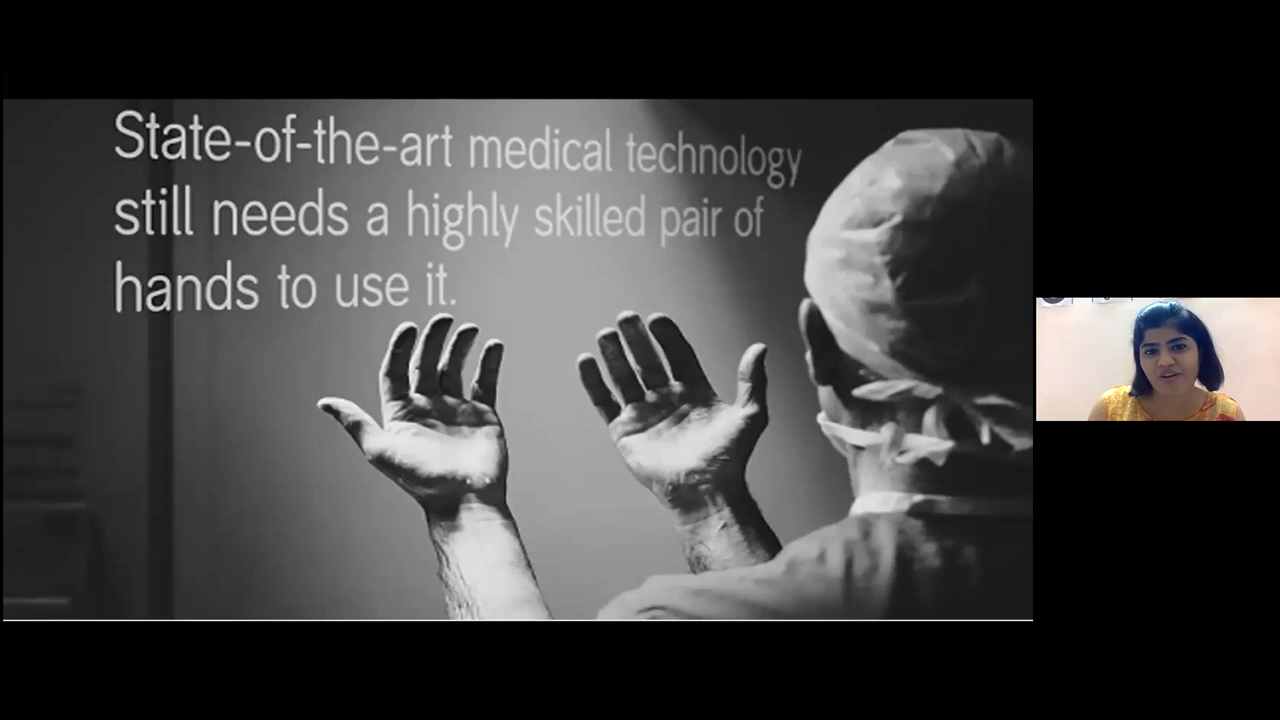 State-of-the-art medical technology
still needs a highly skilled pair of
hands to use it.